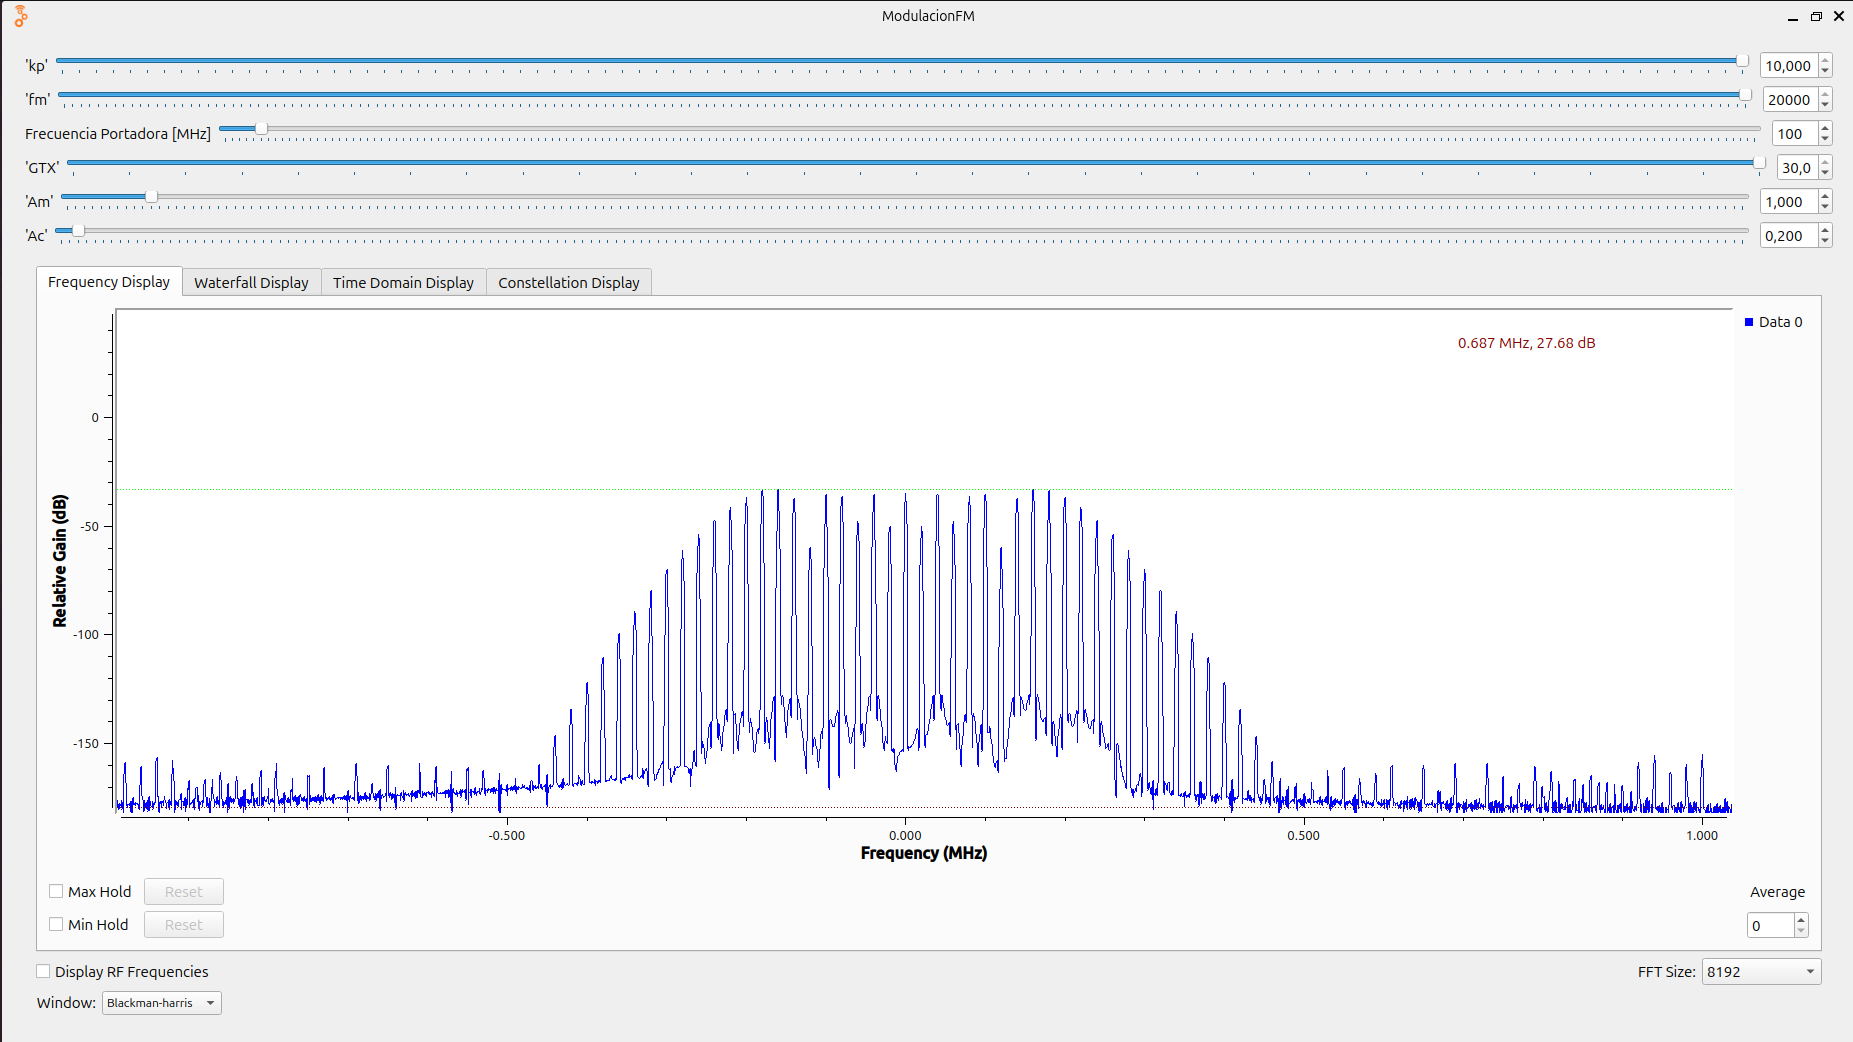 ModulacionFM
'kp' 10,000
'fm' 20000
Frecuencia Portadora [MHz] 100
'GTX' 30,0
'Am' 1,000
'Ac' 0,200
Frequency Display Waterfall Display Time Domain Display Constellation Display
Data 0
0.687 MHz, 27.68 dB
0
-50
-100
-150
Relative Gain (dB)
-0.500 0.000 0.500 1.000
Frequency (MHz)
Max Hold Reset Average
Min Hold Reset 0
Display RF Frequencies FFT Size: 8192
Window: Blackman-harris